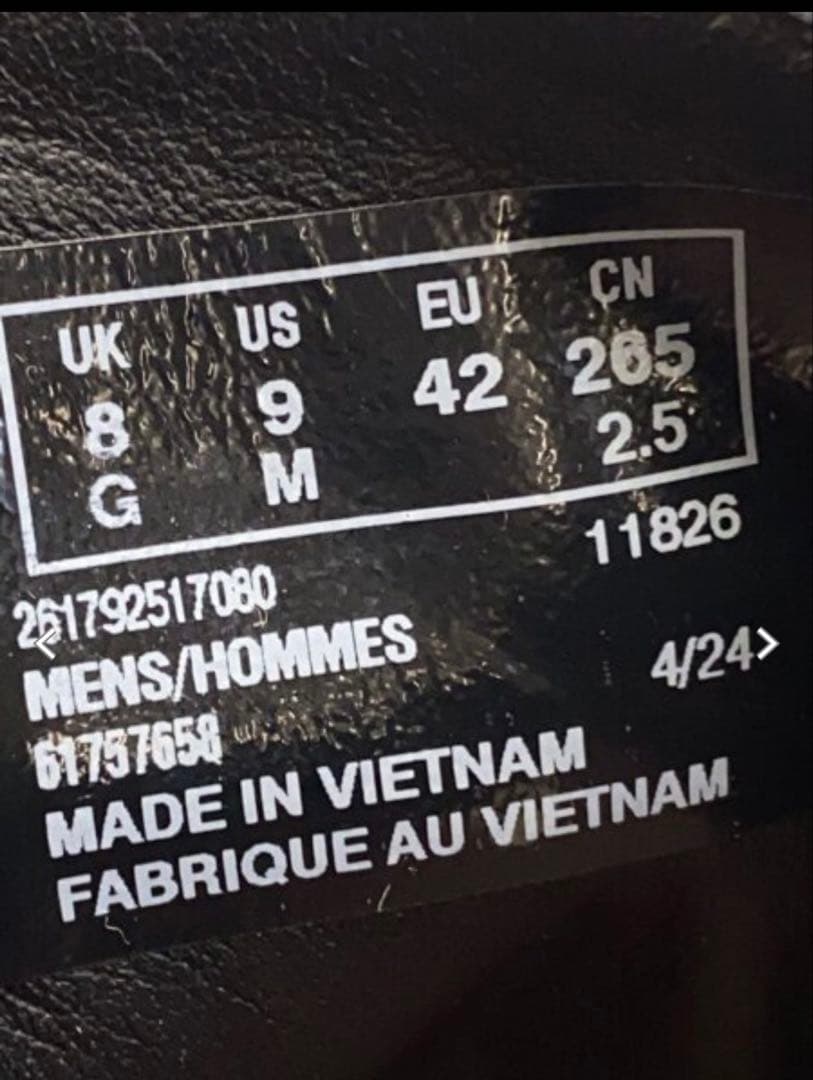 UK US EU CN
8 9 42 265
G M 2.5
11826
261792517080
MENS/HOMMES 4/24
61757658
MADE IN VIETNAM
FABRIQUE AU VIETNAM